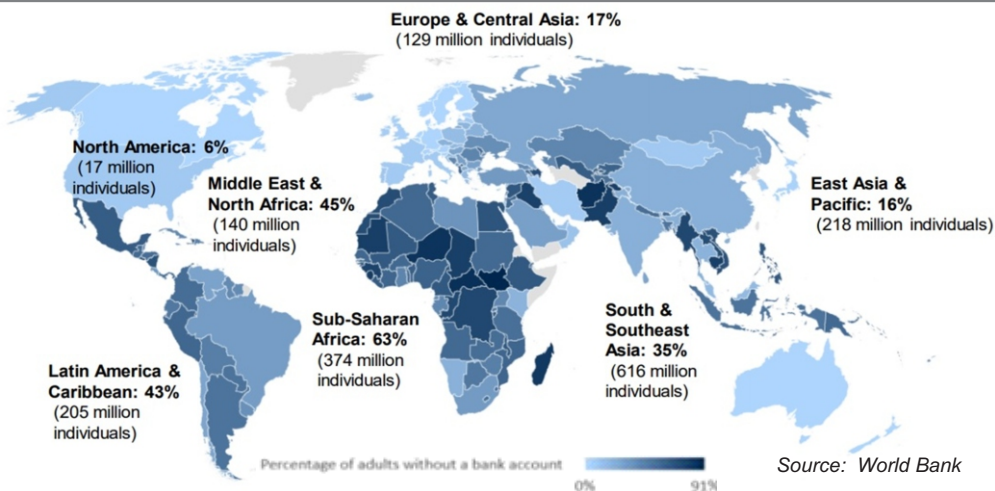 Europe & Central Asia: 17%
(129 million individuals)
North America: 6%
(17 million
individuals)
Middle East &
North Africa: 45%
(140 million
individuals)
East Asia &
Pacific: 16%
(218 million individuals)
Sub-Saharan
Africa: 63%
(374 million
individuals)
South &
Southeast
Asia: 35%
(616 million
individuals)
Latin America &
Caribbean: 43%
(205 million
individuals)
Percentage of adults without a bank account
0%
91%
Source: World Bank